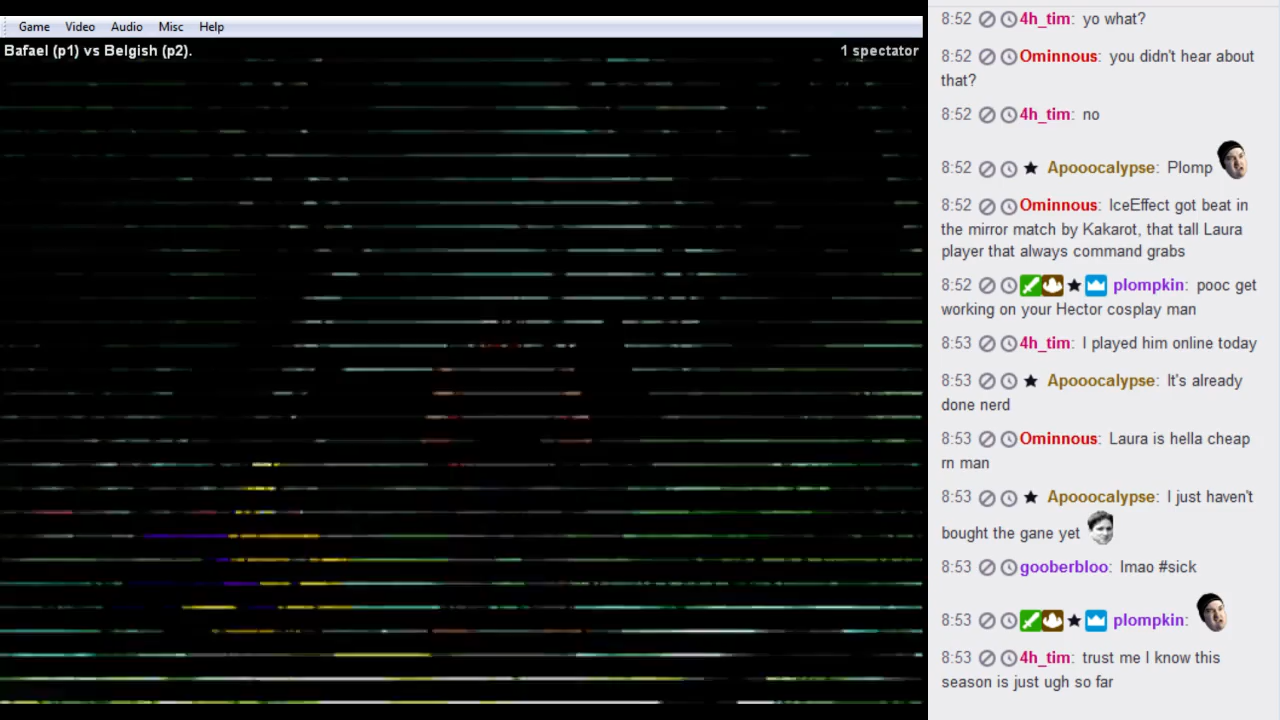 Game Video Audio Misc Help
Bafael (p1) vs Belgish (p2).
1 spectator
8:52 4h_tim: yo what?
8:52 Ominnous: you didn't hear about
that?
8:52 4h_tim: no
8:52 Apooocalypse: Plomp
8:52 Ominnous: IceEffect got beat in
the mirror match by Kakarot, that tall Laura
player that always command grabs
8:52 plompkin: pooc get
working on your Hector cosplay man
8:53 4h_tim: I played him online today
8:53 Apooocalypse: It's already
done nerd
8:53 Ominnous: Laura is hella cheap
rn man
8:53 Apooocalypse: I just haven't
bought the gane yet
8:53 gooberbloo: lmao #sick
8:53 plompkin:
8:53 4h_tim: trust me I know this
season is just ugh so far